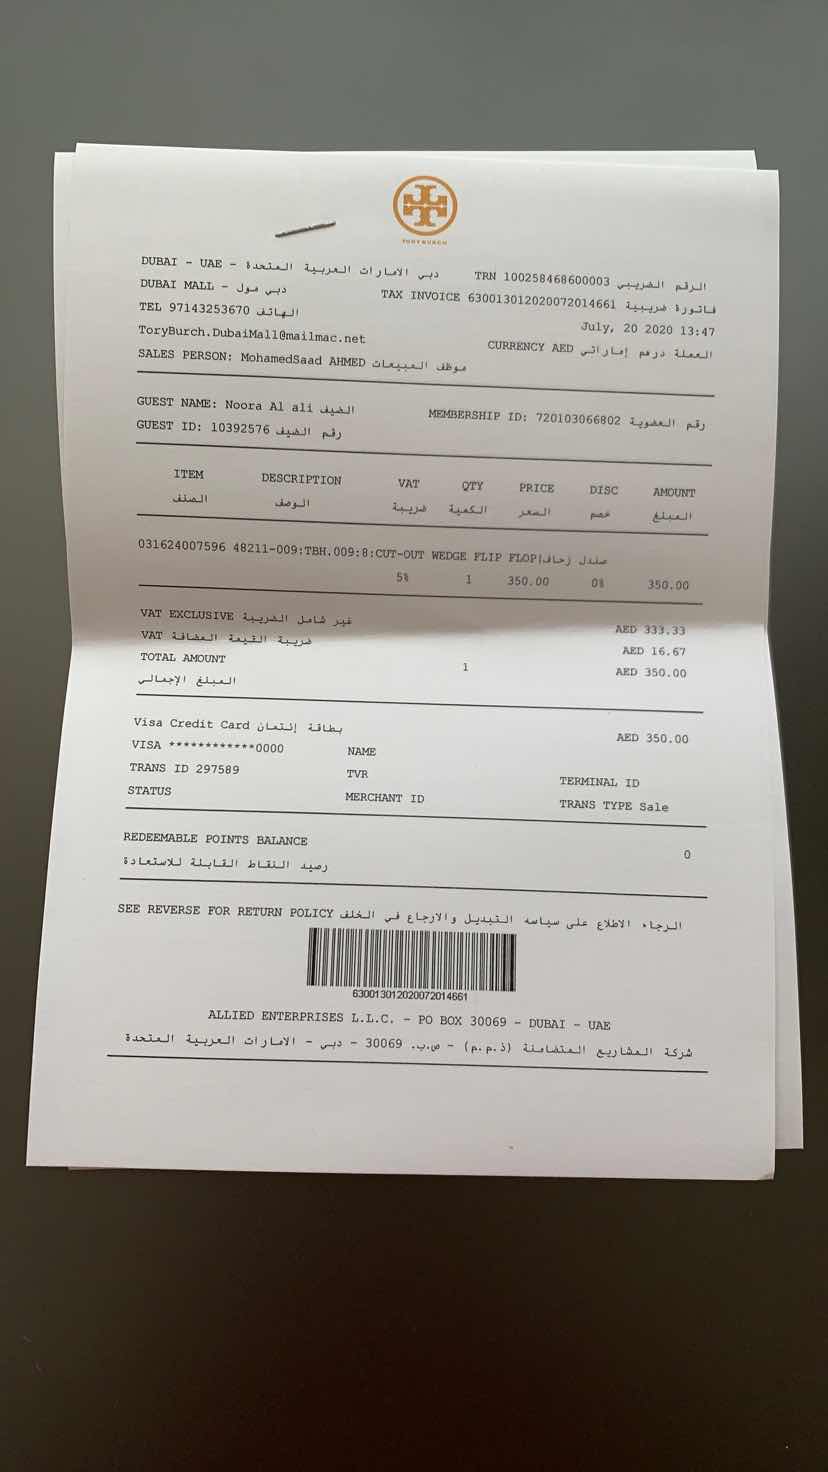 TORY BURCH
DUBAI - UAE - دبي الامارات العربية المتحدة
TRN 100258468600003 الرقم الضريبي
DUBAI MALL - دبي مول
TAX INVOICE 630013012020072014661 فاتورة ضريبية
TEL 97143253670 الهاتف
July, 20 2020 13:47
ToryBurch.DubaiMall@mailmac.net
CURRENCY AED العملة درهم إماراتي
SALES PERSON: MohamedSaad AHMED موظف المبيعات
GUEST NAME: Noora Al ali الضيف
MEMBERSHIP ID: 720103066802 رقم العضوية
GUEST ID: 10392576 رقم الضيف
ITEM DESCRIPTION VAT QTY PRICE DISC AMOUNT
الصنف الوصف ضريبة الكمية السعر خصم المبلغ
031624007596 48211-009:TBH.009:8:CUT-OUT WEDGE FLIP FLOP|صندل زحاف
5% 1 350.00 0% 350.00
VAT EXCLUSIVE غير شامل الضريبة AED 333.33
VAT ضريبة القيمة المضافة AED 16.67
TOTAL AMOUNT 1 AED 350.00
المبلغ الإجمالي
Visa Credit Card بطاقة إئتمان AED 350.00
VISA ************0000 NAME
TRANS ID 297589 TVR TERMINAL ID
STATUS MERCHANT ID TRANS TYPE Sale
REDEEMABLE POINTS BALANCE 0
رصيد النقاط القابلة للاستعادة
SEE REVERSE FOR RETURN POLICY الرجاء الاطلاع على سياسه التبديل والارجاع في الخلف
630013012020072014661
ALLIED ENTERPRISES L.L.C. - PO BOX 30069 - DUBAI - UAE
شركة المشاريع المتضامنة (ذ.م.م) - ص.ب. 30069 - دبي - الامارات العربية المتحدة